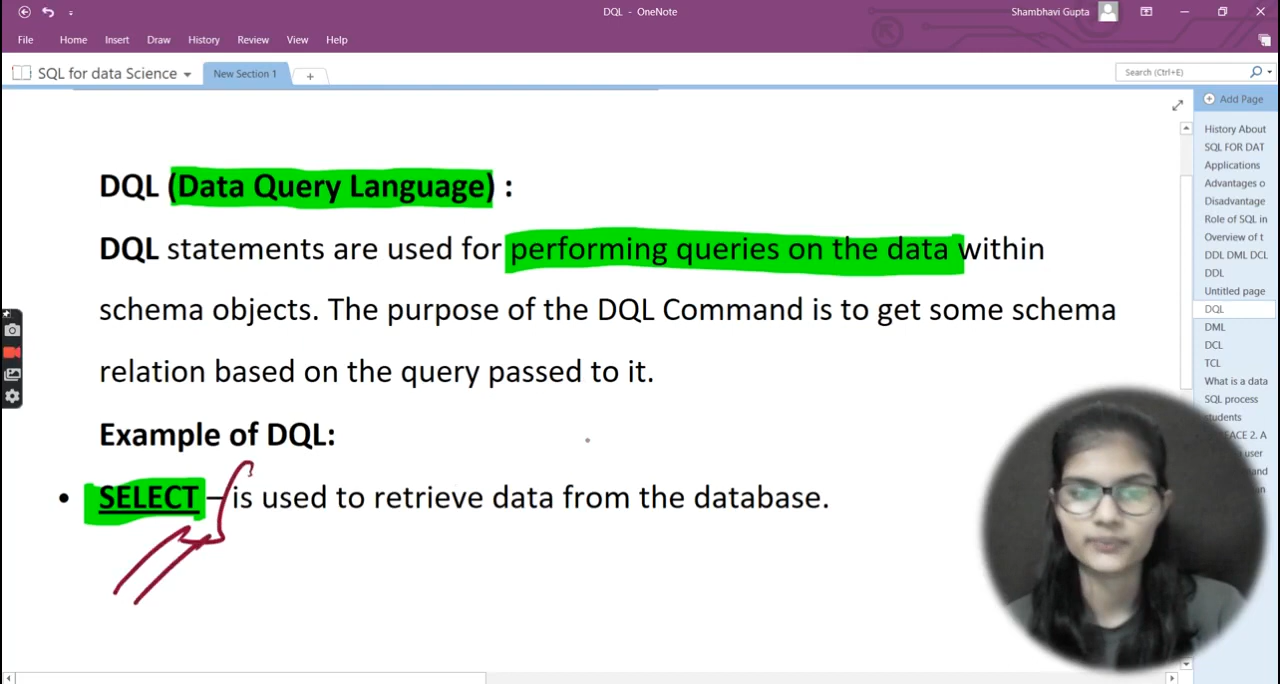 DQL - OneNote
Shambhavi Gupta
File Home Insert Draw History Review View Help
SQL for data Science
New Section 1
Search (Ctrl+E)
Add Page
DQL (Data Query Language) :
DQL statements are used for performing queries on the data within
schema objects. The purpose of the DQL Command is to get some schema
relation based on the query passed to it.
Example of DQL:
• SELECT – is used to retrieve data from the database.
History About
SQL FOR DAT
Applications
Advantages o
Disadvantage
Role of SQL in
Overview of t
DDL DML DCL
DDL
Untitled page
DQL
DML
DCL
TCL
What is a data
SQL process
students
FACE 2. A
user
and